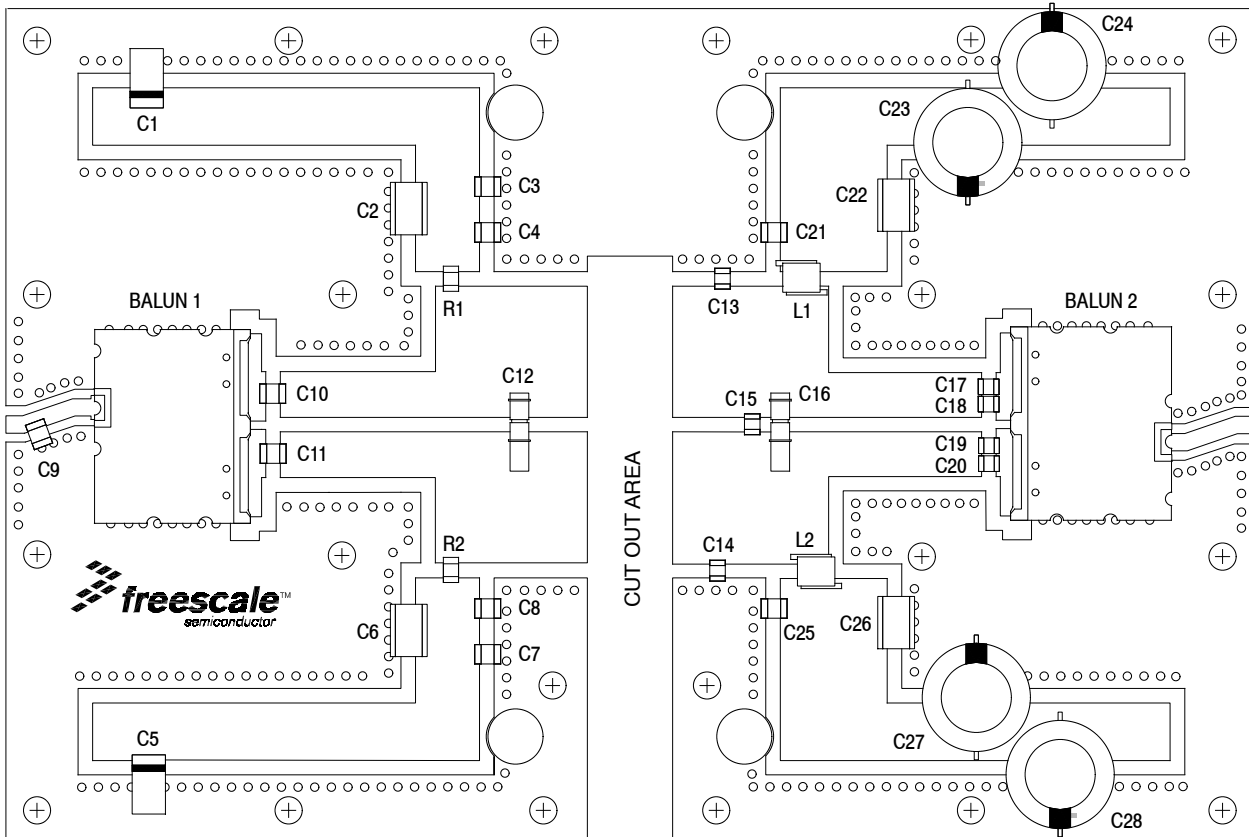 C24
C1
C23
C3
C2
C22
C4
C21
BALUN 1
R1
C13
L1
BALUN 2
C12
C16
C10
C15
C17
C18
C9
C11
C19
C20
CUT OUT AREA
R2
C14
L2
freescale™
semiconductor
C8
C6
C25
C26
C7
C5
C27
C28